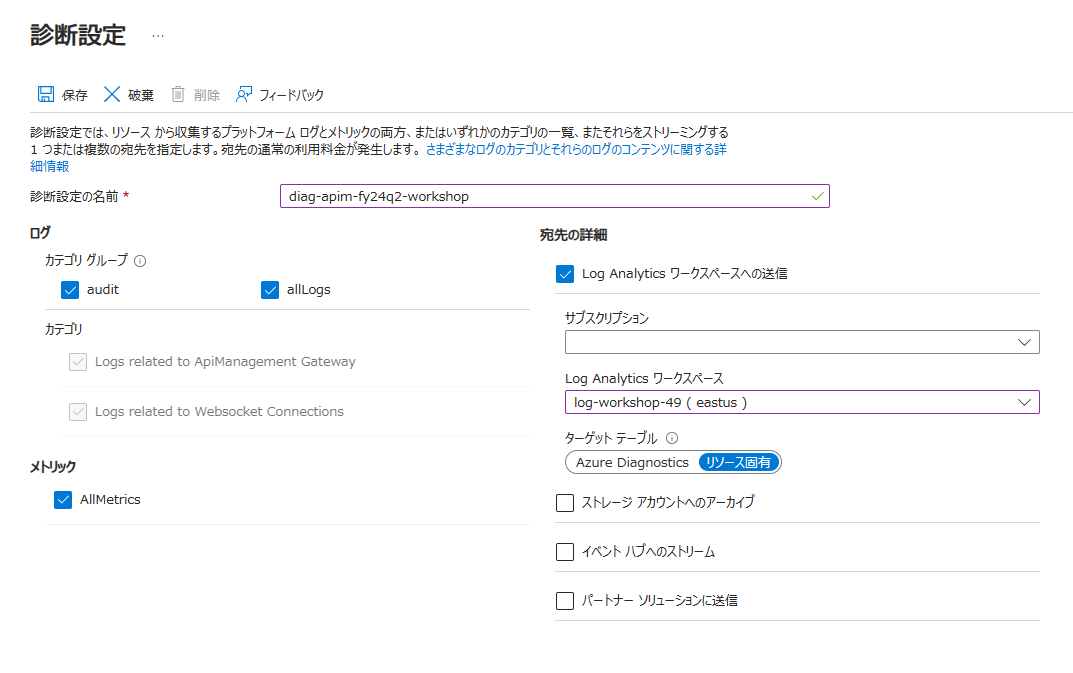 診断設定
…
保存 破棄 削除 フィードバック
診断設定では、リソース から収集するプラットフォーム ログとメトリックの両方、またはいずれかのカテゴリの一覧、またそれらをストリーミングする
1 つまたは複数の宛先を指定します。宛先の通常の利用料金が発生します。 さまざまなログのカテゴリとそれらのログのコンテンツに関する詳
細情報
診断設定の名前 *
diag-apim-fy24q2-workshop
ログ
カテゴリ グループ
audit
allLogs
カテゴリ
Logs related to ApiManagement Gateway
Logs related to Websocket Connections
メトリック
AllMetrics
宛先の詳細
Log Analytics ワークスペースへの送信
サブスクリプション
Log Analytics ワークスペース
log-workshop-49 ( eastus )
ターゲット テーブル
Azure Diagnostics リソース固有
ストレージ アカウントへのアーカイブ
イベント ハブへのストリーム
パートナー ソリューションに送信